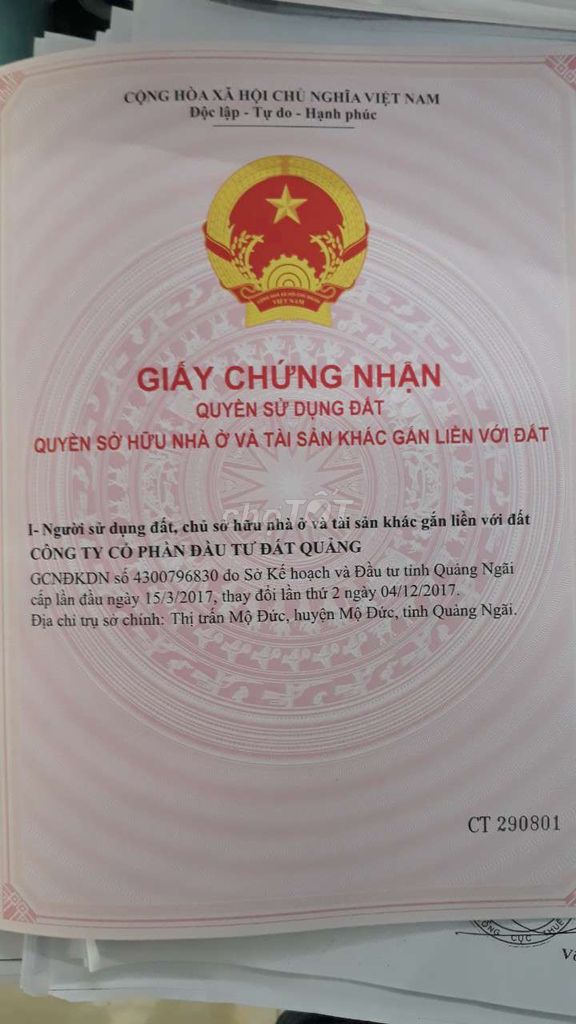 CỘNG HÒA XÃ HỘI CHỦ NGHĨA VIỆT NAM
Độc lập - Tự do - Hạnh phúc
VIỆT NAM
GIẤY CHỨNG NHẬN
QUYỀN SỬ DỤNG ĐẤT
QUYỀN SỞ HỮU NHÀ Ở VÀ TÀI SẢN KHÁC GẮN LIỀN VỚI ĐẤT
choTỐT
I- Người sử dụng đất, chủ sở hữu nhà ở và tài sản khác gắn liền với đất
CÔNG TY CỔ PHẦN ĐẦU TƯ ĐẤT QUẢNG
GCNĐKDN số 4300796830 do Sở Kế hoạch và Đầu tư tỉnh Quảng Ngãi
cấp lần đầu ngày 15/3/2017, thay đổi lần thứ 2 ngày 04/12/2017.
Địa chỉ trụ sở chính: Thị trấn Mộ Đức, huyện Mộ Đức, tỉnh Quảng Ngãi.
CT 290801
CỤC THUẾ